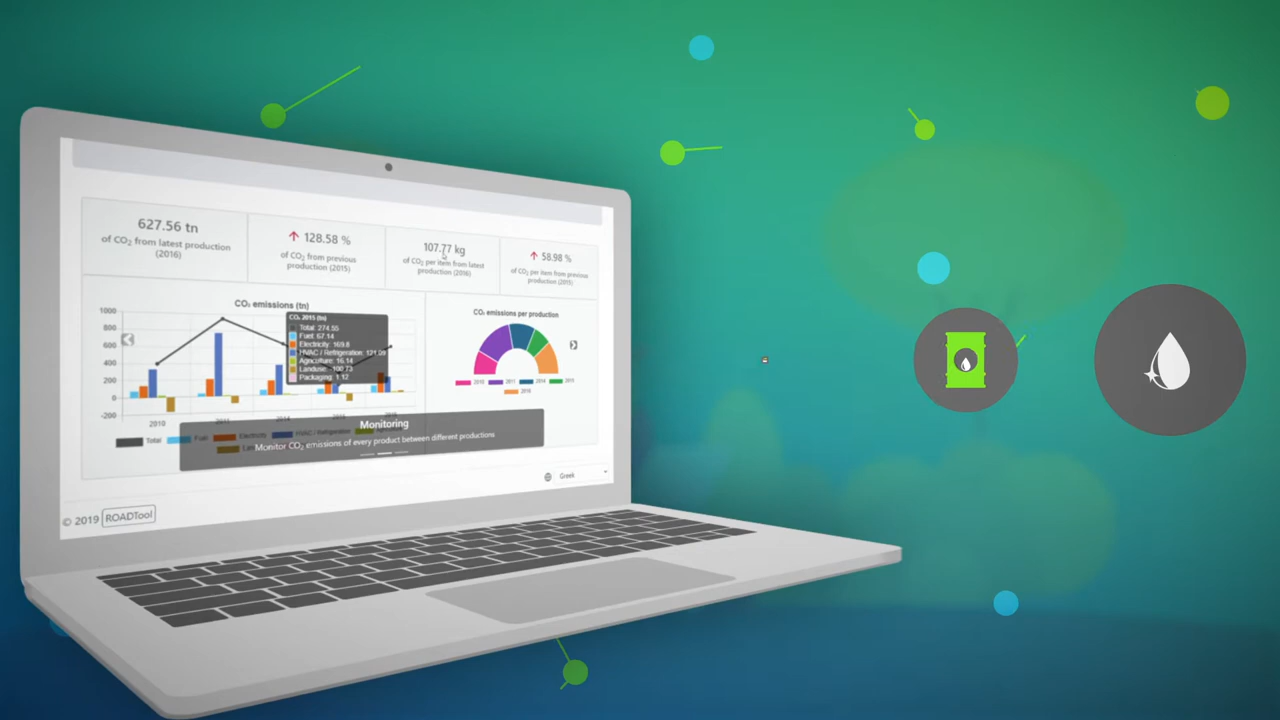 627.56 tn
of CO₂ from latest production
(2016)
128.58 %
of CO₂ from previous
production (2015)
107.77 kg
of CO₂ per item from latest
production (2016)
58.98 %
of CO₂ per item from previous
production (2015)
CO₂ emissions (tn)
1000
800
600
400
200
0
-200
2010
2014
CO₂ 2015 (tn)
Total: 274.55
Fuel: 67.14
Electricity: 169.8
HVAC / Refrigeration: 121.09
Agriculture: 16.14
Landuse: -100.73
Packaging: 1.12
Total
Fuel
Electricity
HVAC / Refrigeration
CO₂ emissions per production
2010
2011
2014
2015
2016
Monitoring
Monitor CO₂ emissions of every product between different productions
Greek
© 2019 ROADTool